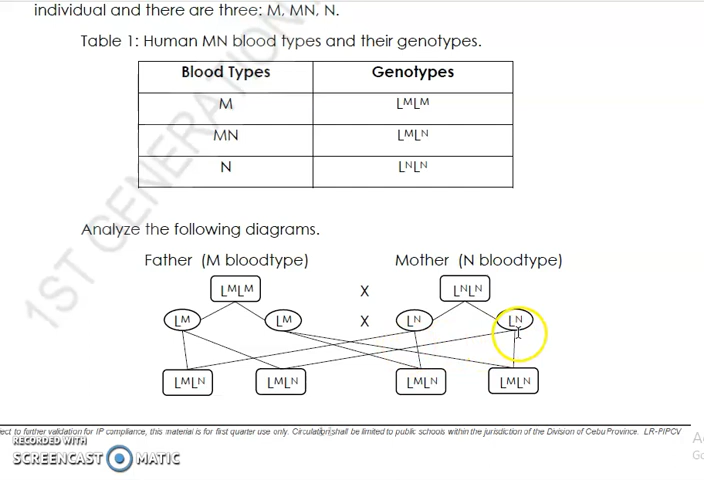 individual and there are three: M, MN, N.
Table 1: Human MN blood types and their genotypes.
Blood Types Genotypes
M LᴹLᴹ
MN LᴹLᴺ
N LᴺLᴺ
Analyze the following diagrams.
Father (M bloodtype) Mother (N bloodtype)
LᴹLᴹ X LᴺLᴺ
Lᴹ Lᴹ X Lᴺ Lᴺ
LᴹLᴺ LᴹLᴺ LᴹLᴺ LᴹLᴺ
ect to further validation for IP compliance, this material is for first quarter use only. Circulation shall be limited to public schools within the jurisdiction of the Division of Cebu Province. LR-PIPCV
RECORDED WITH
SCREENCAST MATIC
1ST GENERATION